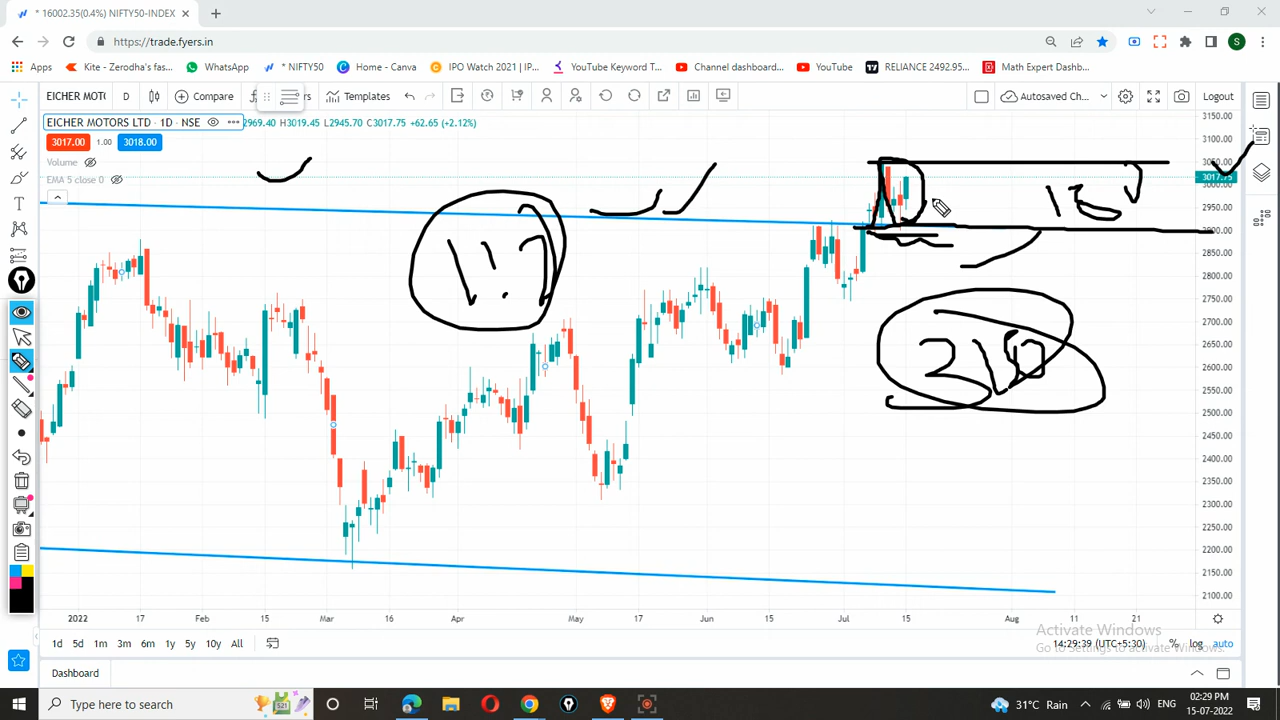 * 16002.35(0.4%) NIFTY50-INDEX
https://trade.fyers.in
S
Apps
Kite - Zerodha's fas...
WhatsApp
* NIFTY50
Home - Canva
IPO Watch 2021 | IP...
YouTube Keyword T...
Channel dashboard...
YouTube
RELIANCE 2492.95...
Math Expert Dashb...
EICHER MOTO
D
Compare
Templates
Autosaved Ch...
Logout
EICHER MOTORS LTD · 1D · NSE
2969.40 H3019.45 L2945.70 C3017.75 +62.65 (+2.12%)
3017.00
1.00
3018.00
Volume
EMA 5 close 0
3150.00
3100.00
3050.00
3017.75
3000.00
2950.00
2900.00
2850.00
2800.00
2750.00
2700.00
2650.00
2600.00
2550.00
2500.00
2450.00
2400.00
2350.00
2300.00
2250.00
2200.00
2150.00
2100.00
2022
17
Feb
15
Mar
16
Apr
18
May
Jun
15
Jul
15
Aug
11
21
1d
5d
1m
3m
6m
1y
5y
10y
All
14:29:39 (UTC+5:30)
%
log
auto
Activate Windows
Go to Settings to activate Windows.
Dashboard
Type here to search
31°C Rain
ENG
02:29 PM
15-07-2022